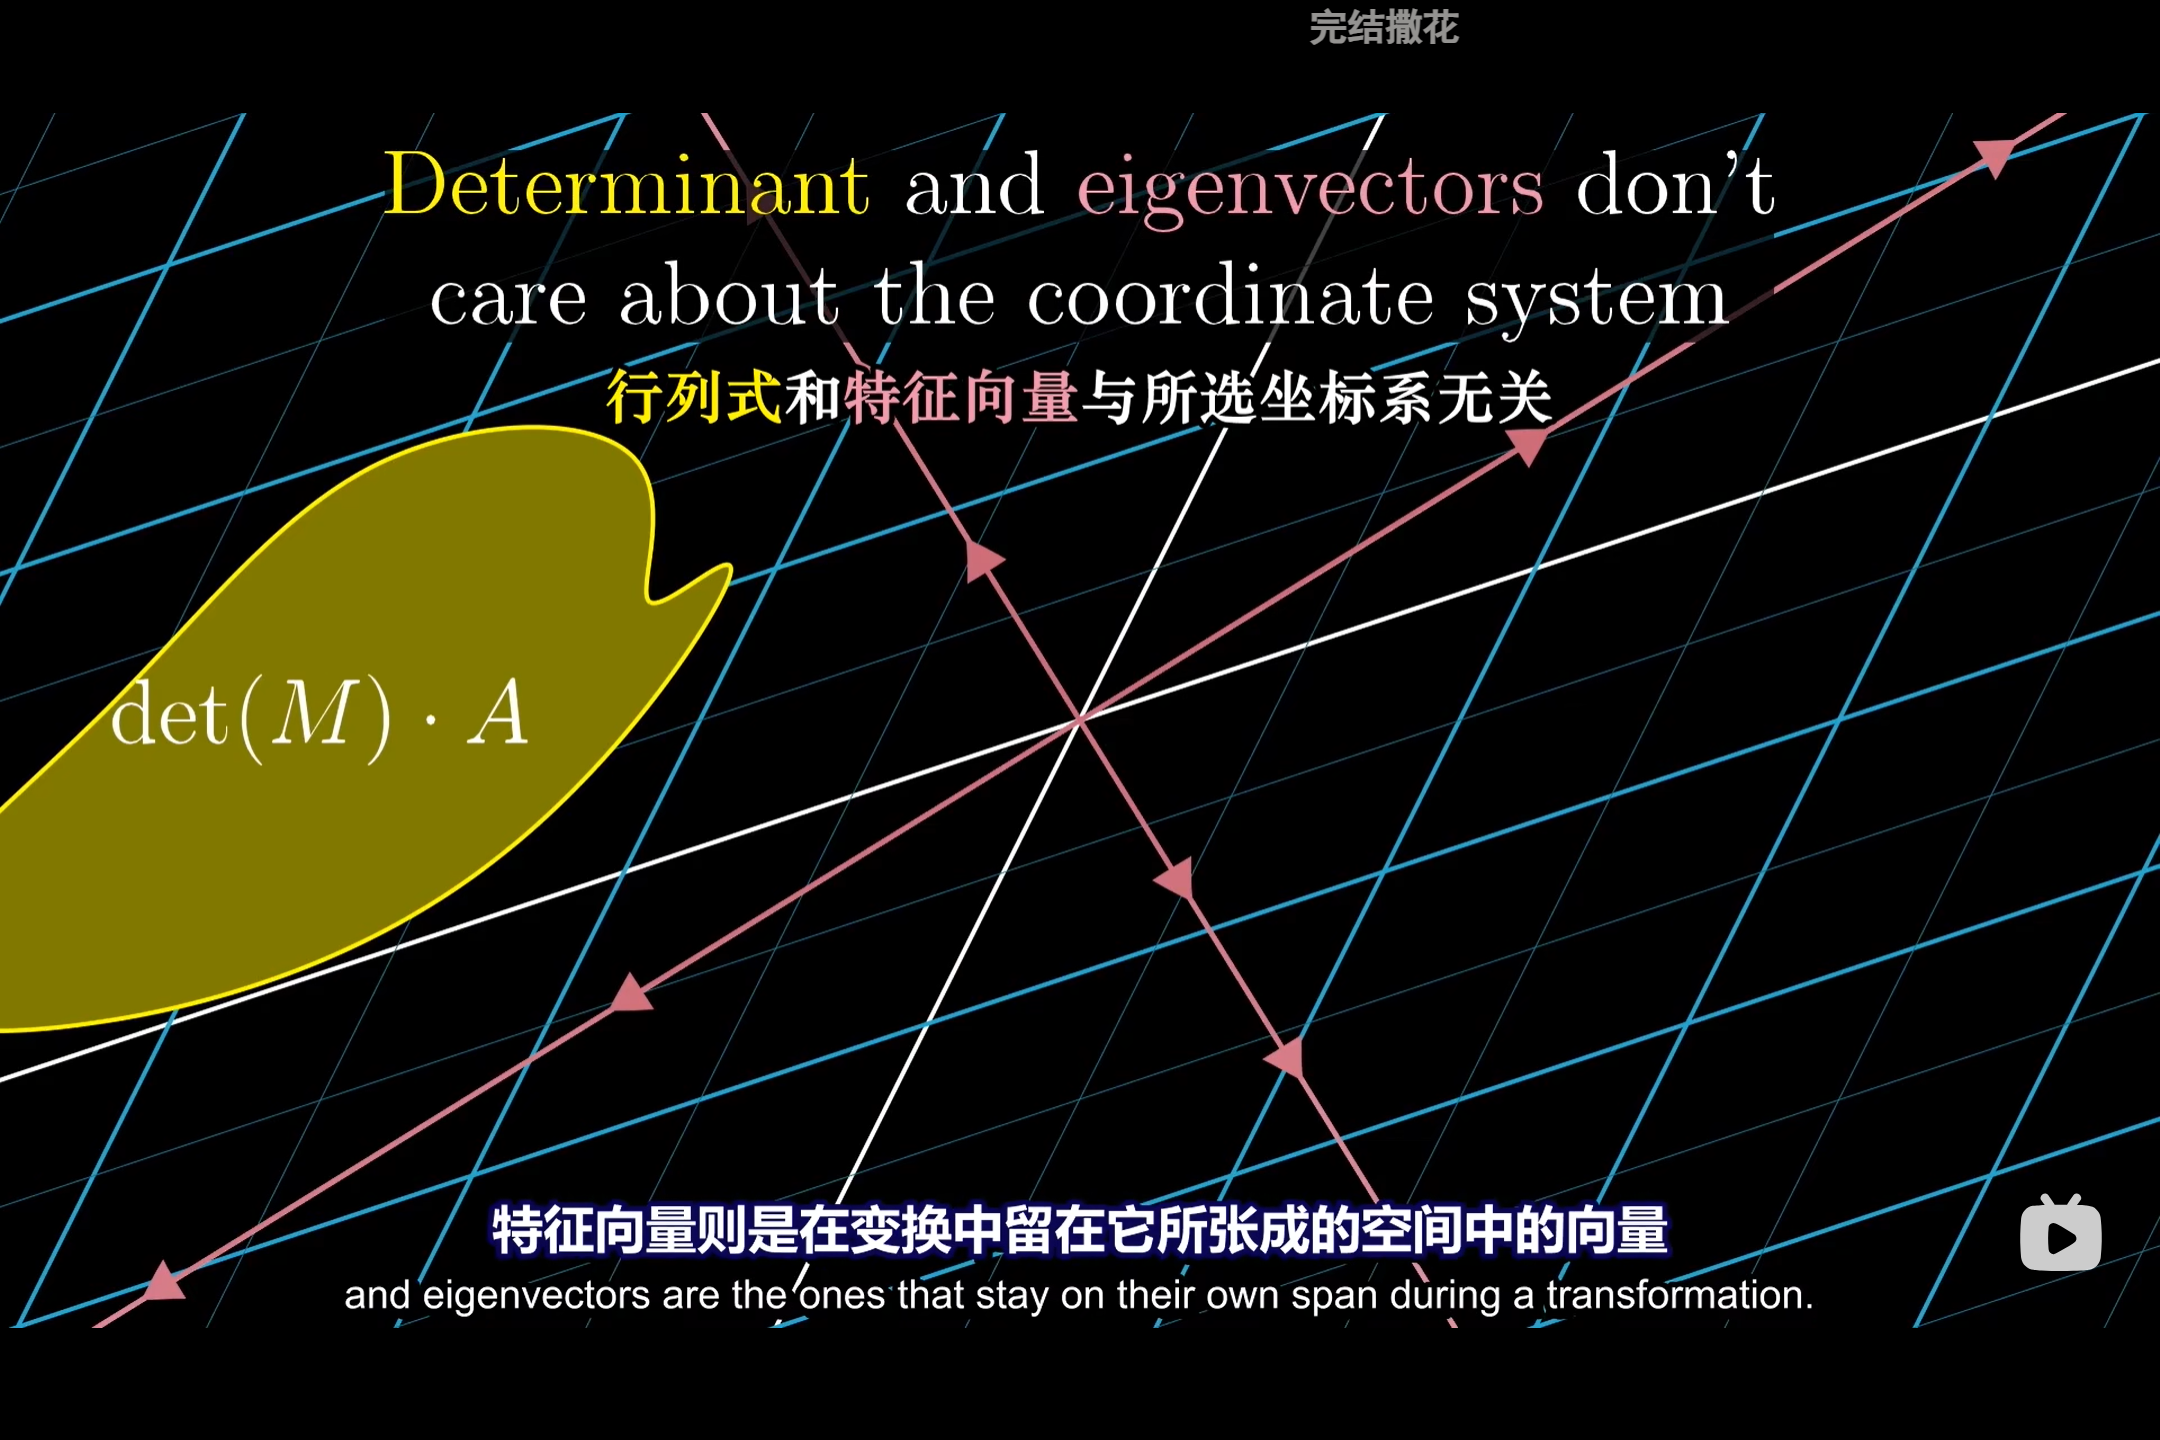 完结撒花
Determinant and eigenvectors don't
care about the coordinate system
行列式和特征向量与所选坐标系无关
det(M) · A
特征向量则是在变换中留在它所张成的空间中的向量
and eigenvectors are the ones that stay on their own span during a transformation.